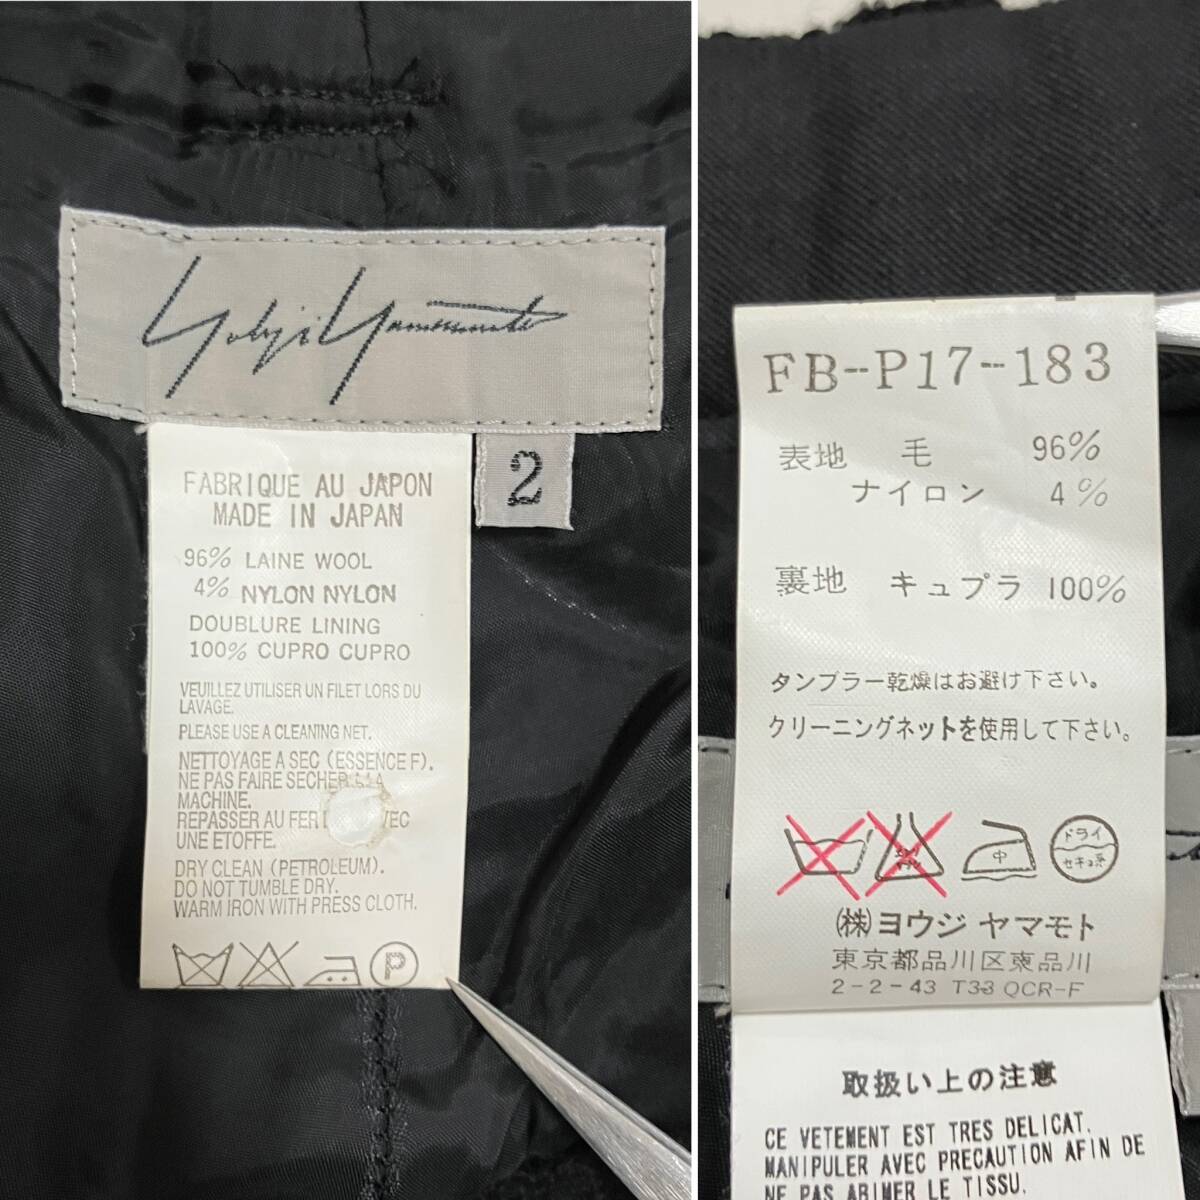 Yohji Yamamoto
2
FABRIQUE AU JAPON
MADE IN JAPAN
96% LAINE WOOL
4% NYLON NYLON
DOUBLURE LINING
100% CUPRO CUPRO
VEUILLEZ UTILISER UN FILET LORS DU
LAVAGE.
PLEASE USE A CLEANING NET.
NETTOYAGE A SEC (ESSENCE F).
NE PAS FAIRE SECHER A LA
MACHINE.
REPASSER AU FER AVEC
UNE ETOFFE.
DRY CLEAN (PETROLEUM).
DO NOT TUMBLE DRY.
WARM IRON WITH PRESS CLOTH.
P
FB-P17-183
表地 毛 96%
ナイロン 4%
裏地 キュプラ 100%
タンブラー乾燥はお避け下さい。
クリーニングネットを使用して下さい。
エンソ サラシ 中 ドライ セキユ系
(株)ヨウジ ヤマモト
東京都品川区東品川
2-2-43 T33 QCR-F
取扱い上の注意
CE VETEMENT EST TRES DELICAT.
MANIPULER AVEC PRECAUTION AFIN DE
NE PAS ABIMER LE TISSU.